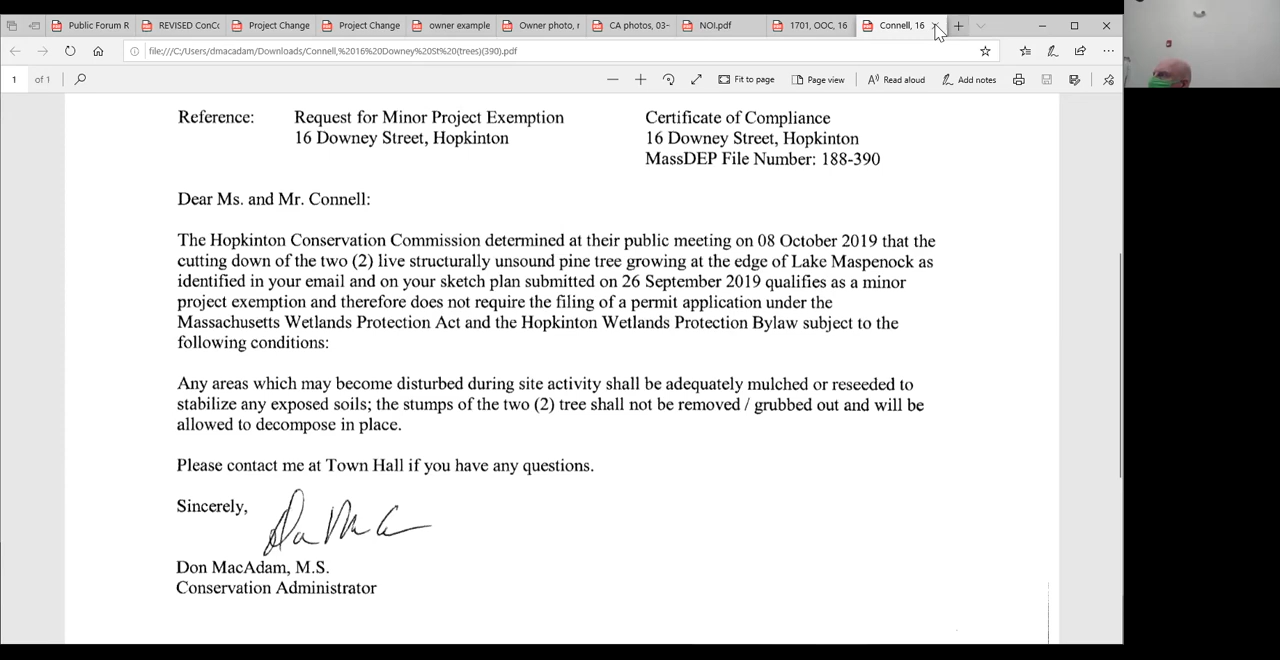 Public Forum R
REVISED ConCo
Project Change
Project Change
owner example
Owner photo, r
CA photos, 03-
NOI.pdf
1701, OOC, 16
Connell, 16
file:///C:/Users/dmacadam/Downloads/Connell,%2016%20Downey%20St%20(trees)(390).pdf
1 of 1
Fit to page
Page view
Read aloud
Add notes
Reference: Request for Minor Project Exemption Certificate of Compliance
16 Downey Street, Hopkinton 16 Downey Street, Hopkinton
MassDEP File Number: 188-390
Dear Ms. and Mr. Connell:
The Hopkinton Conservation Commission determined at their public meeting on 08 October 2019 that the
cutting down of the two (2) live structurally unsound pine tree growing at the edge of Lake Maspenock as
identified in your email and on your sketch plan submitted on 26 September 2019 qualifies as a minor
project exemption and therefore does not require the filing of a permit application under the
Massachusetts Wetlands Protection Act and the Hopkinton Wetlands Protection Bylaw subject to the
following conditions:
Any areas which may become disturbed during site activity shall be adequately mulched or reseeded to
stabilize any exposed soils; the stumps of the two (2) tree shall not be removed / grubbed out and will be
allowed to decompose in place.
Please contact me at Town Hall if you have any questions.
Sincerely,
Don MacAdam, M.S.
Conservation Administrator